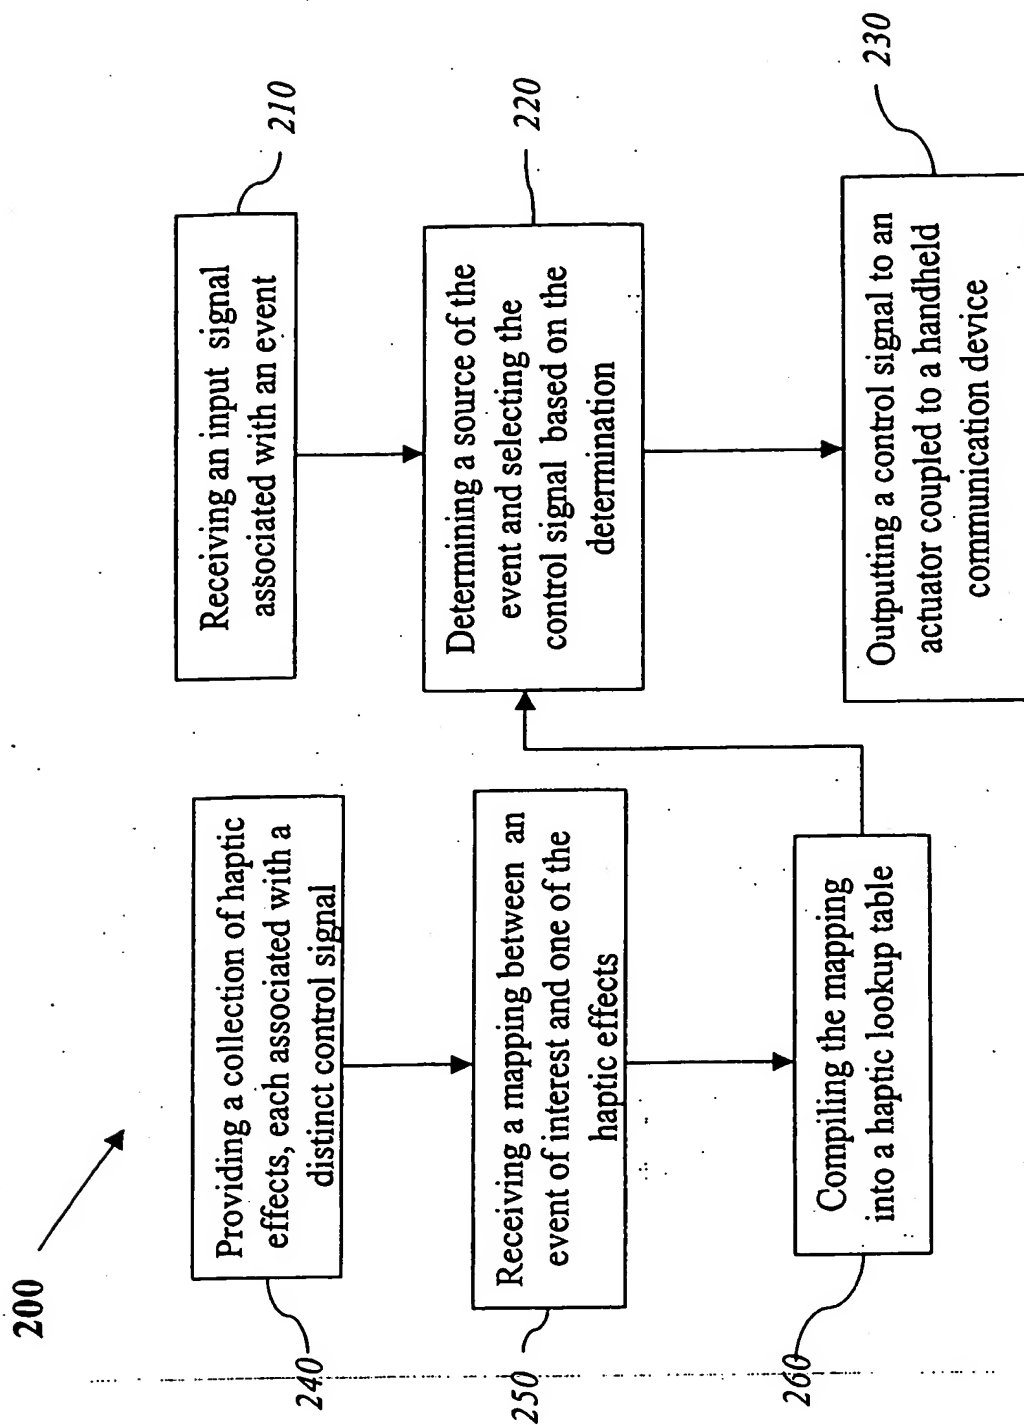 200
Receiving an input signal
associated with an event
210
Determining a source of the
event and selecting the
control signal based on the
determination
220
Outputting a control signal to an
actuator coupled to a handheld
communication device
230
Providing a collection of haptic
effects, each associated with a
distinct control signal
240
Receiving a mapping between an
event of interest and one of the
haptic effects
250
Compiling the mapping
into a haptic lookup table
260